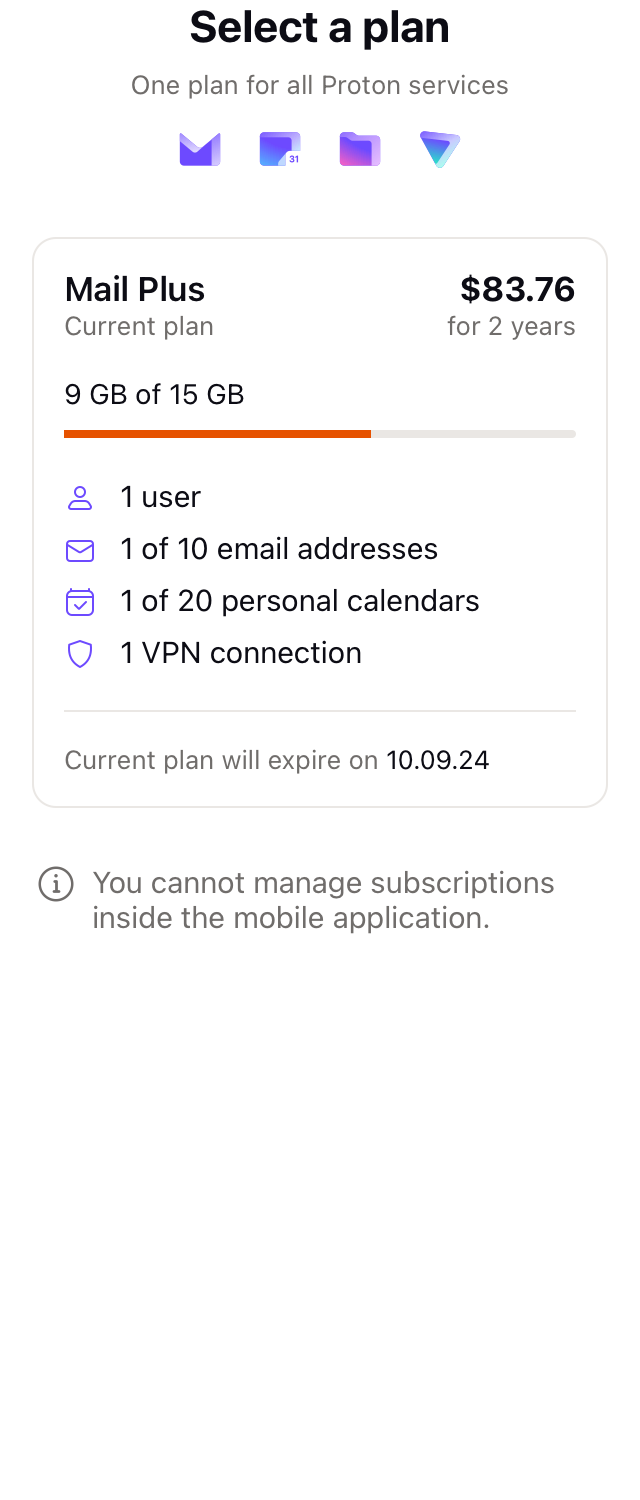 Select a plan
One plan for all Proton services
31
Mail Plus
$83.76
Current plan
for 2 years
9 GB of 15 GB
1 user
1 of 10 email addresses
1 of 20 personal calendars
1 VPN connection
Current plan will expire on 10.09.24
You cannot manage subscriptions
inside the mobile application.